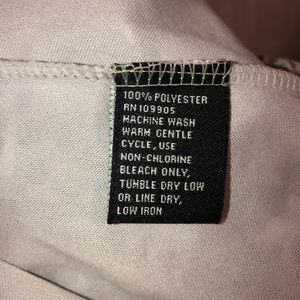 100% POLYESTER
RN109905
MACHINE WASH
WARM GENTLE
CYCLE, USE
NON-CHLORINE
BLEACH ONLY,
TUMBLE DRY LOW
OR LINE DRY,
LOW IRON